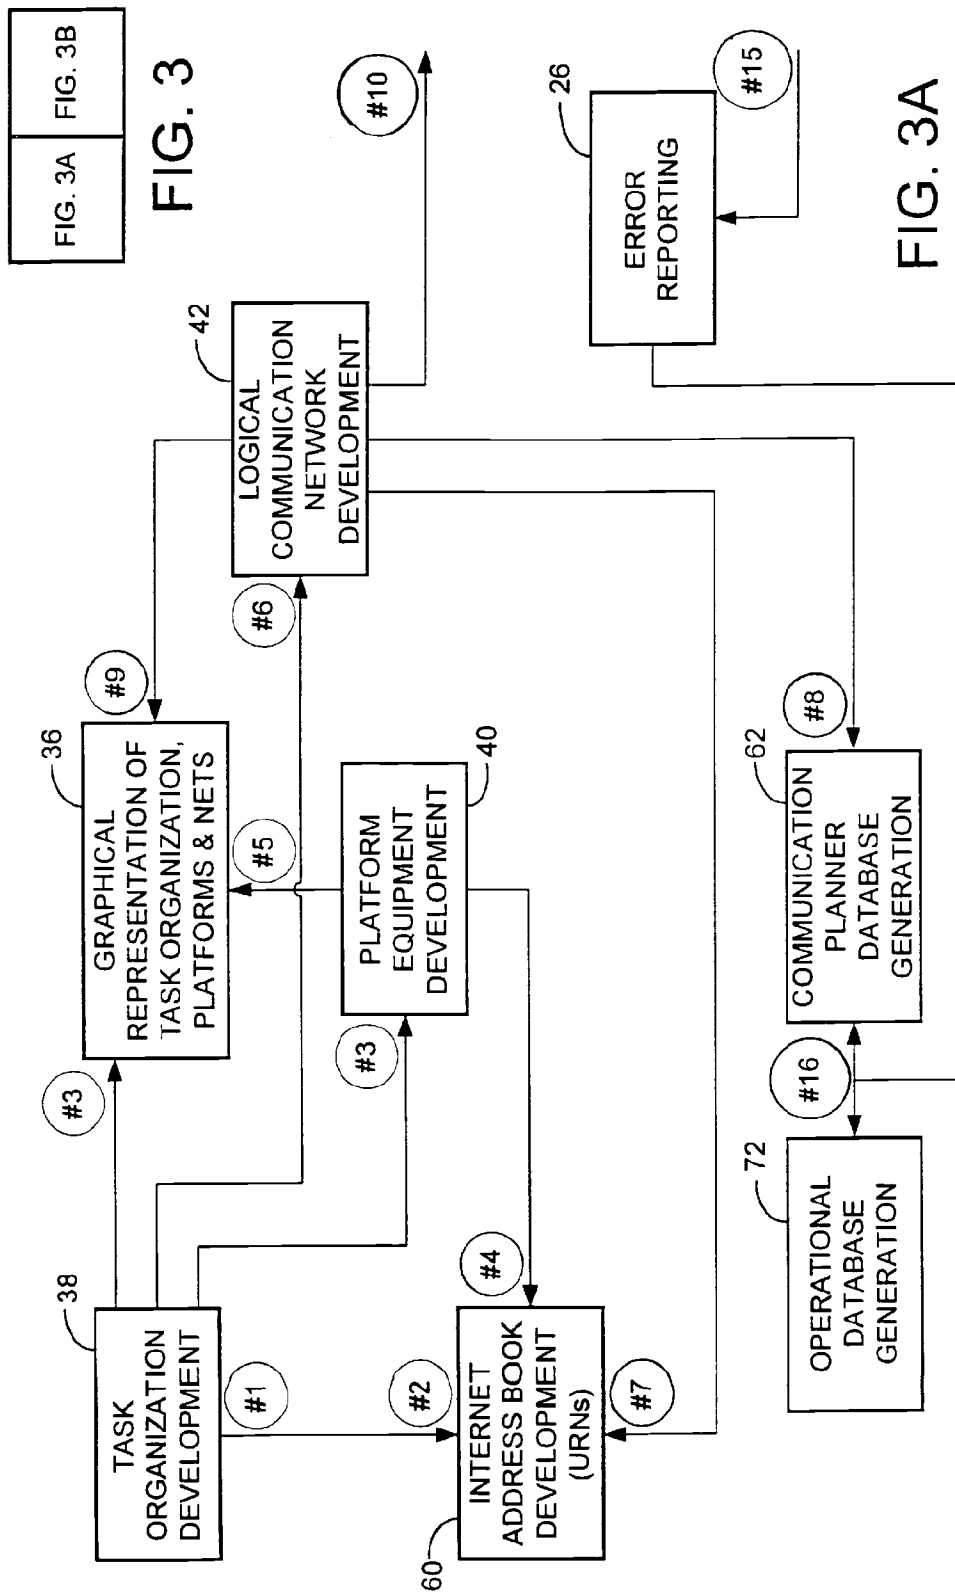 FIG. 3A
FIG. 3B
FIG. 3
38
TASK
ORGANIZATION
DEVELOPMENT
#1
#3
36
GRAPHICAL
REPRESENTATION OF
TASK ORGANIZATION,
PLATFORMS & NETS
#9
#5
#6
42
LOGICAL
COMMUNICATION
NETWORK
DEVELOPMENT
#10
#3
40
PLATFORM
EQUIPMENT
DEVELOPMENT
#2
#4
60
INTERNET
ADDRESS BOOK
DEVELOPMENT
(URNs)
#7
26
ERROR
REPORTING
#15
72
OPERATIONAL
DATABASE
GENERATION
#16
62
COMMUNICATION
PLANNER
DATABASE
GENERATION
#8
FIG. 3A